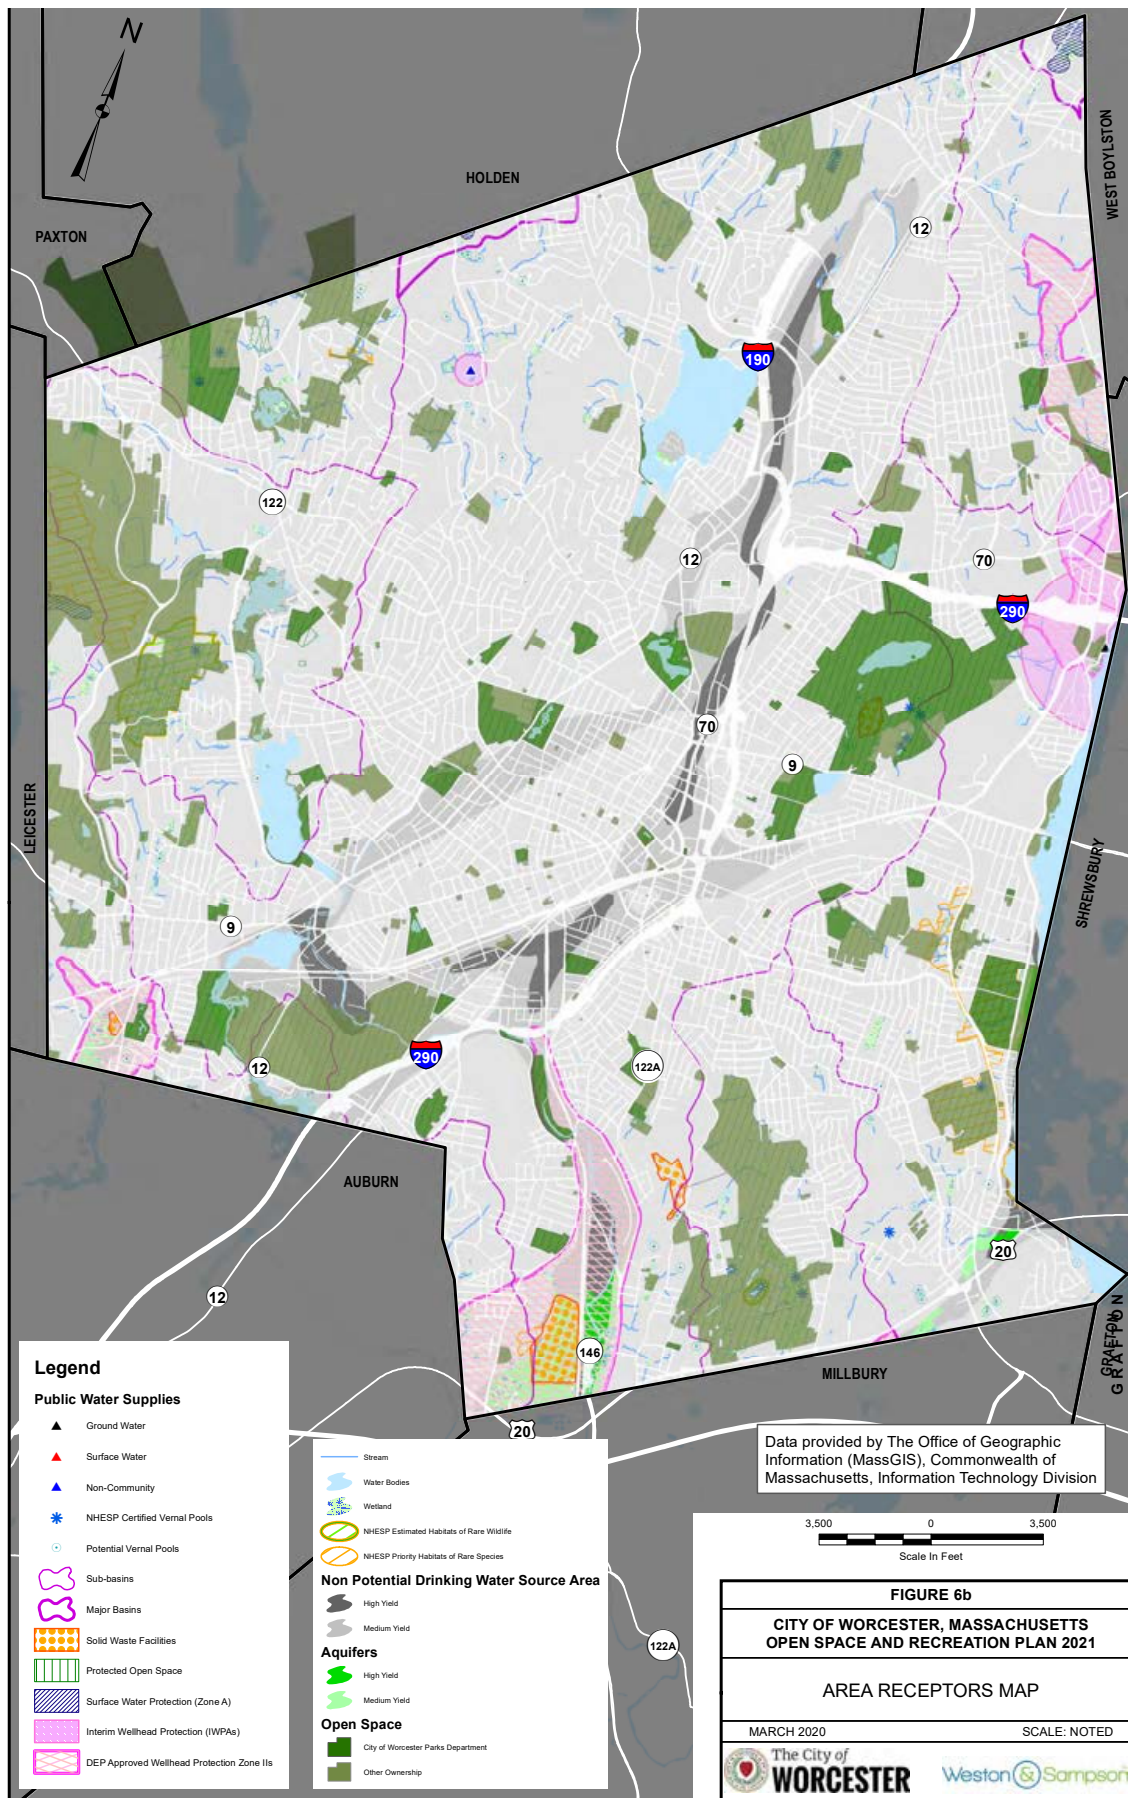 N
HOLDEN
WEST BOYLSTON
PAXTON
12
190
122
12
70
290
70
9
LEICESTER
SHREWSBURY
9
12
290
122A
AUBURN
20
12
146
MILLBURY
GRAFTON
GRAFTON
20
122A
Legend
Public Water Supplies
Ground Water
Surface Water
Non-Community
NHESP Certified Vernal Pools
Potential Vernal Pools
Sub-basins
Major Basins
Solid Waste Facilities
Protected Open Space
Surface Water Protection (Zone A)
Interim Wellhead Protection (IWPAs)
DEP Approved Wellhead Protection Zone IIs
Stream
Water Bodies
Wetland
NHESP Estimated Habitats of Rare Wildlife
NHESP Priority Habitats of Rare Species
Non Potential Drinking Water Source Area
High Yield
Medium Yield
Aquifers
High Yield
Medium Yield
Open Space
City of Worcester Parks Department
Other Ownership
Data provided by The Office of Geographic
Information (MassGIS), Commonwealth of
Massachusetts, Information Technology Division
3,500 0 3,500
Scale In Feet
FIGURE 6b
CITY OF WORCESTER, MASSACHUSETTS
OPEN SPACE AND RECREATION PLAN 2021
AREA RECEPTORS MAP
MARCH 2020 SCALE: NOTED
The City of
WORCESTER
Weston & Sampson